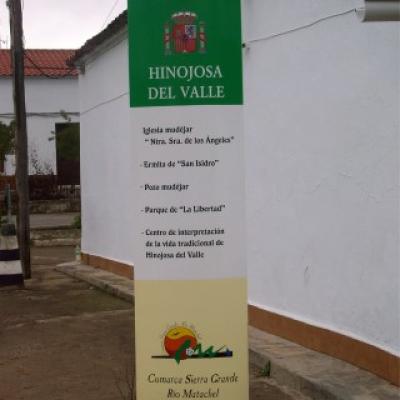 HINOJOSA
DEL VALLE
Iglesia mudéjar
"Ntra. Sra. de los Ángeles"
- Ermita de "San Isidro"
- Pozo mudéjar
- Parque de "La Libertad"
- Centro de interpretación
de la vida tradicional de
Hinojosa del Valle
Comarca Sierra Grande
Río Matachel